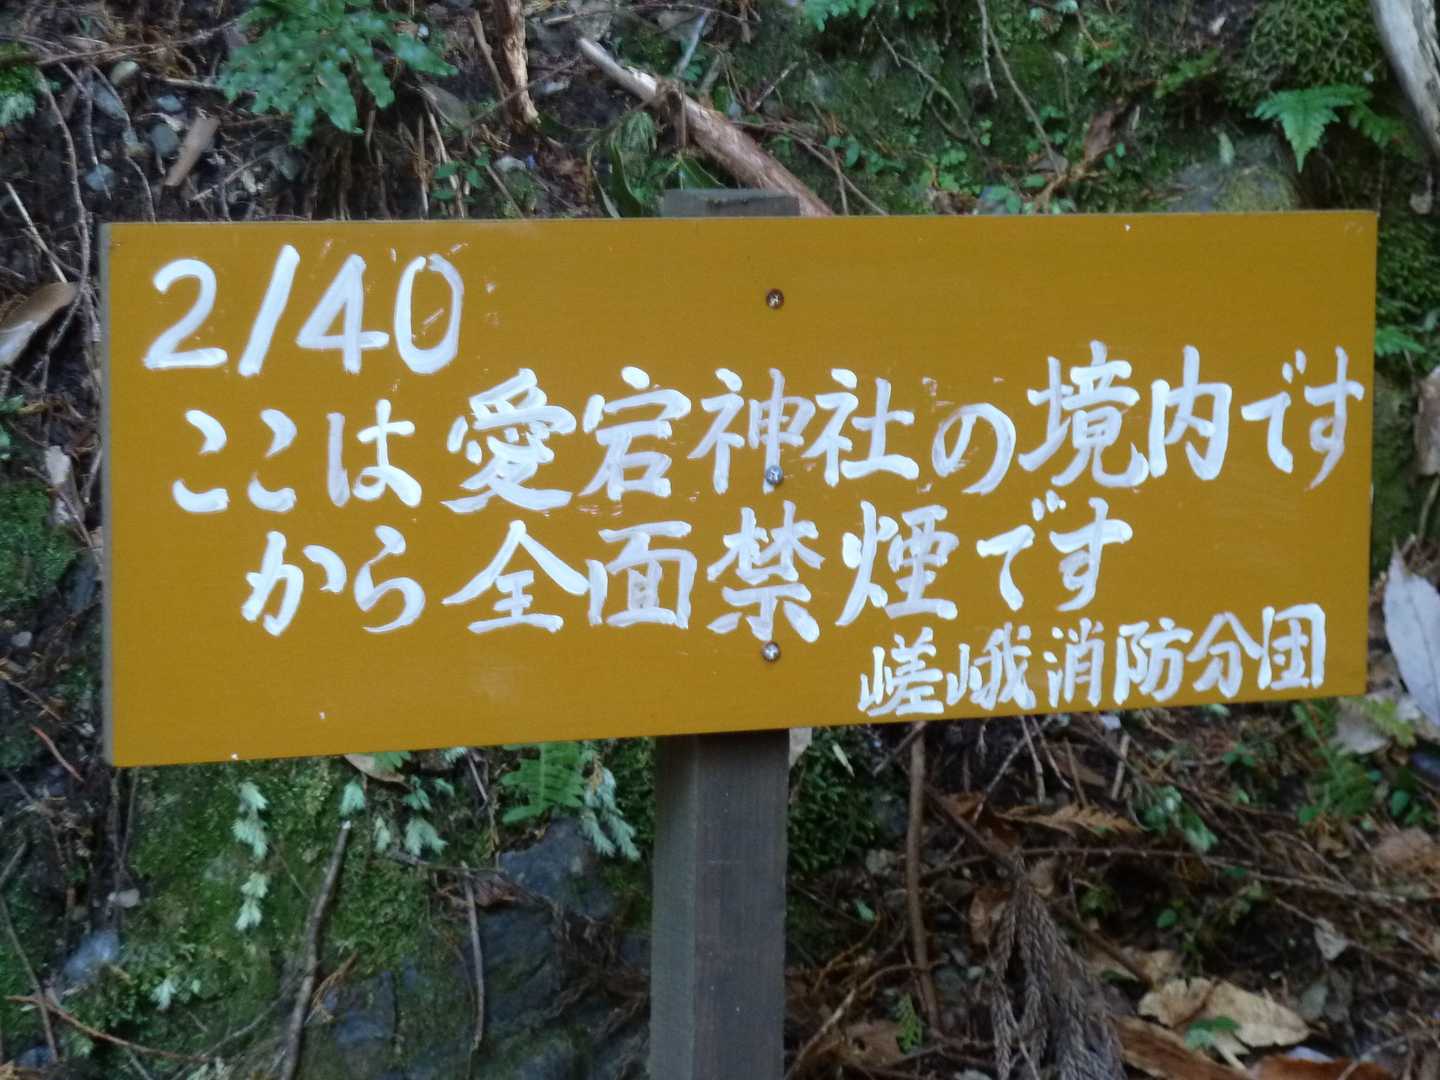 2/40
ここは愛宕神社の境内です
から全面禁煙です
嵯峨消防分団